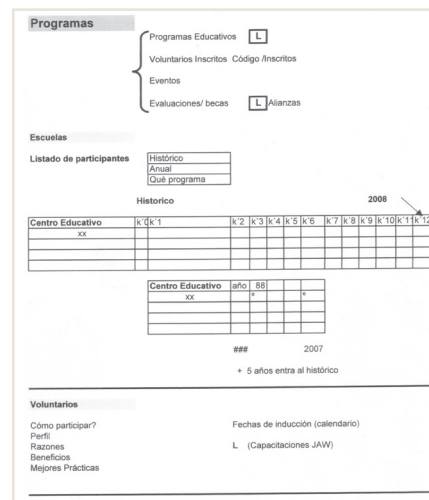 Programas
Programas Educativos L
Voluntarios Inscritos Código /Inscritos
Eventos
Evaluaciones/ becas L Alianzas
Escuelas
Listado de participantes Histórico
Anual
Qué programa
Historico 2008
Centro Educativo k´0 k´1 k´2 k´3 k´4 k´5 k´6 k´7 k´8 k´9 k´10 k´11 k´12
xx
Centro Educativo año 88
xx * *
### 2007
+ 5 años entra al histórico
Voluntarios
Cómo participar? Fechas de inducción (calendario)
Perfil
Razones L (Capacitaciones JAW)
Beneficios
Mejores Prácticas